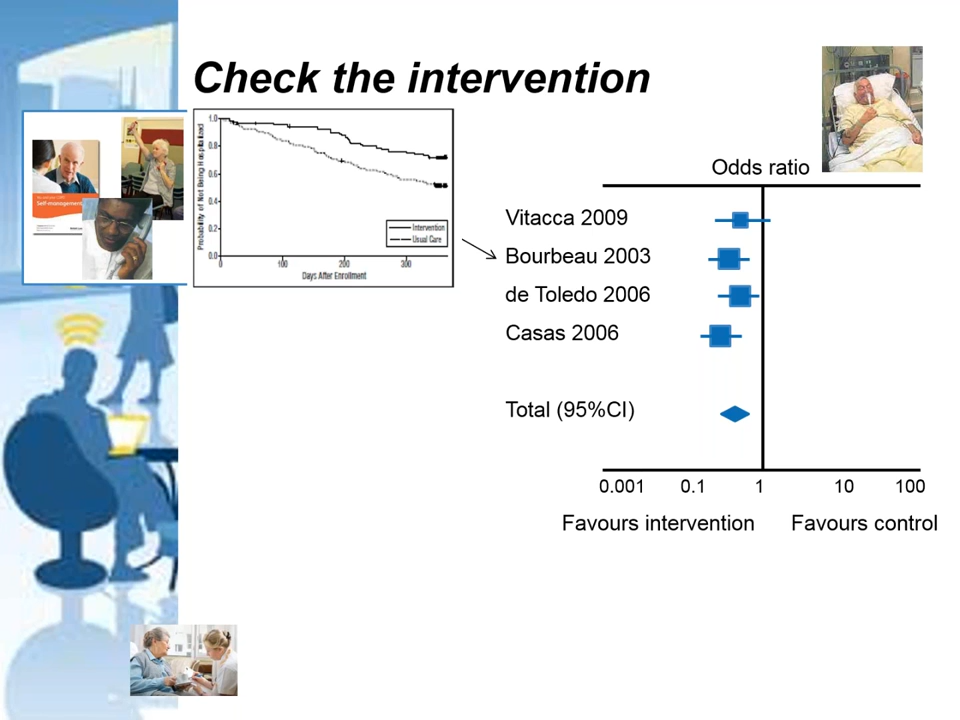 Check the intervention
Self-management
Probability of Not Being Hospitalized
1.0
0.8
0.6
0.4
0.2
0.0
Intervention
Usual Care
0 100 200 300
Days After Enrollment
Odds ratio
Vitacca 2009
Bourbeau 2003
de Toledo 2006
Casas 2006
Total (95%CI)
0.001 0.1 1 10 100
Favours intervention Favours control